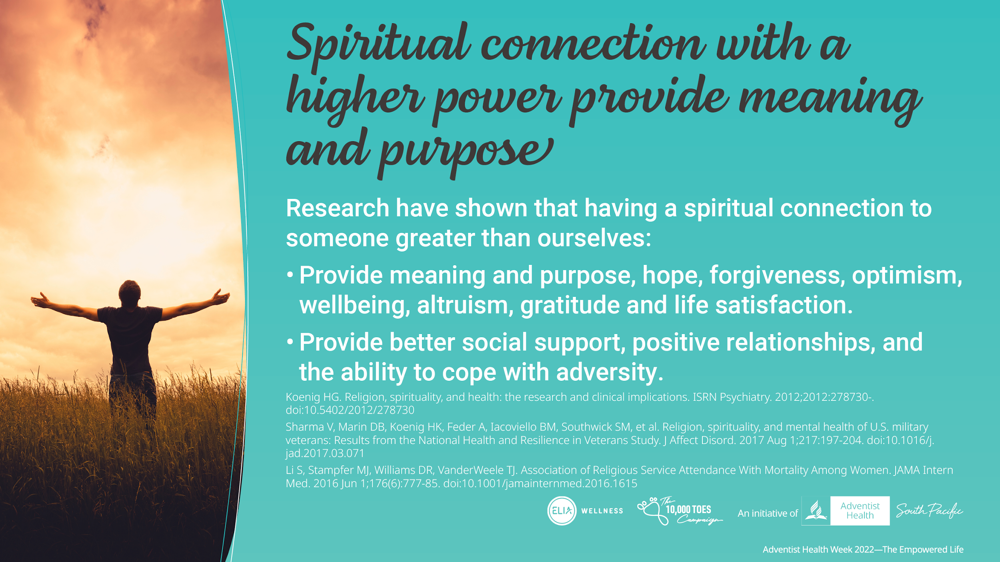 Spiritual connection with a
higher power provide meaning
and purpose
Research have shown that having a spiritual connection to
someone greater than ourselves:
• Provide meaning and purpose, hope, forgiveness, optimism,
wellbeing, altruism, gratitude and life satisfaction.
• Provide better social support, positive relationships, and
the ability to cope with adversity.
Koenig HG. Religion, spirituality, and health: the research and clinical implications. ISRN Psychiatry. 2012;2012:278730-.
doi:10.5402/2012/278730
Sharma V, Marin DB, Koenig HK, Feder A, Iacoviello BM, Southwick SM, et al. Religion, spirituality, and mental health of U.S. military
veterans: Results from the National Health and Resilience in Veterans Study. J Affect Disord. 2017 Aug 1;217:197-204. doi:10.1016/j.
jad.2017.03.071
Li S, Stampfer MJ, Williams DR, VanderWeele TJ. Association of Religious Service Attendance With Mortality Among Women. JAMA Intern
Med. 2016 Jun 1;176(6):777-85. doi:10.1001/jamainternmed.2016.1615
ELIA WELLNESS
The
10,000 TOES
Campaign
An initiative of
Adventist
Health
South Pacific
Adventist Health Week 2022—The Empowered Life